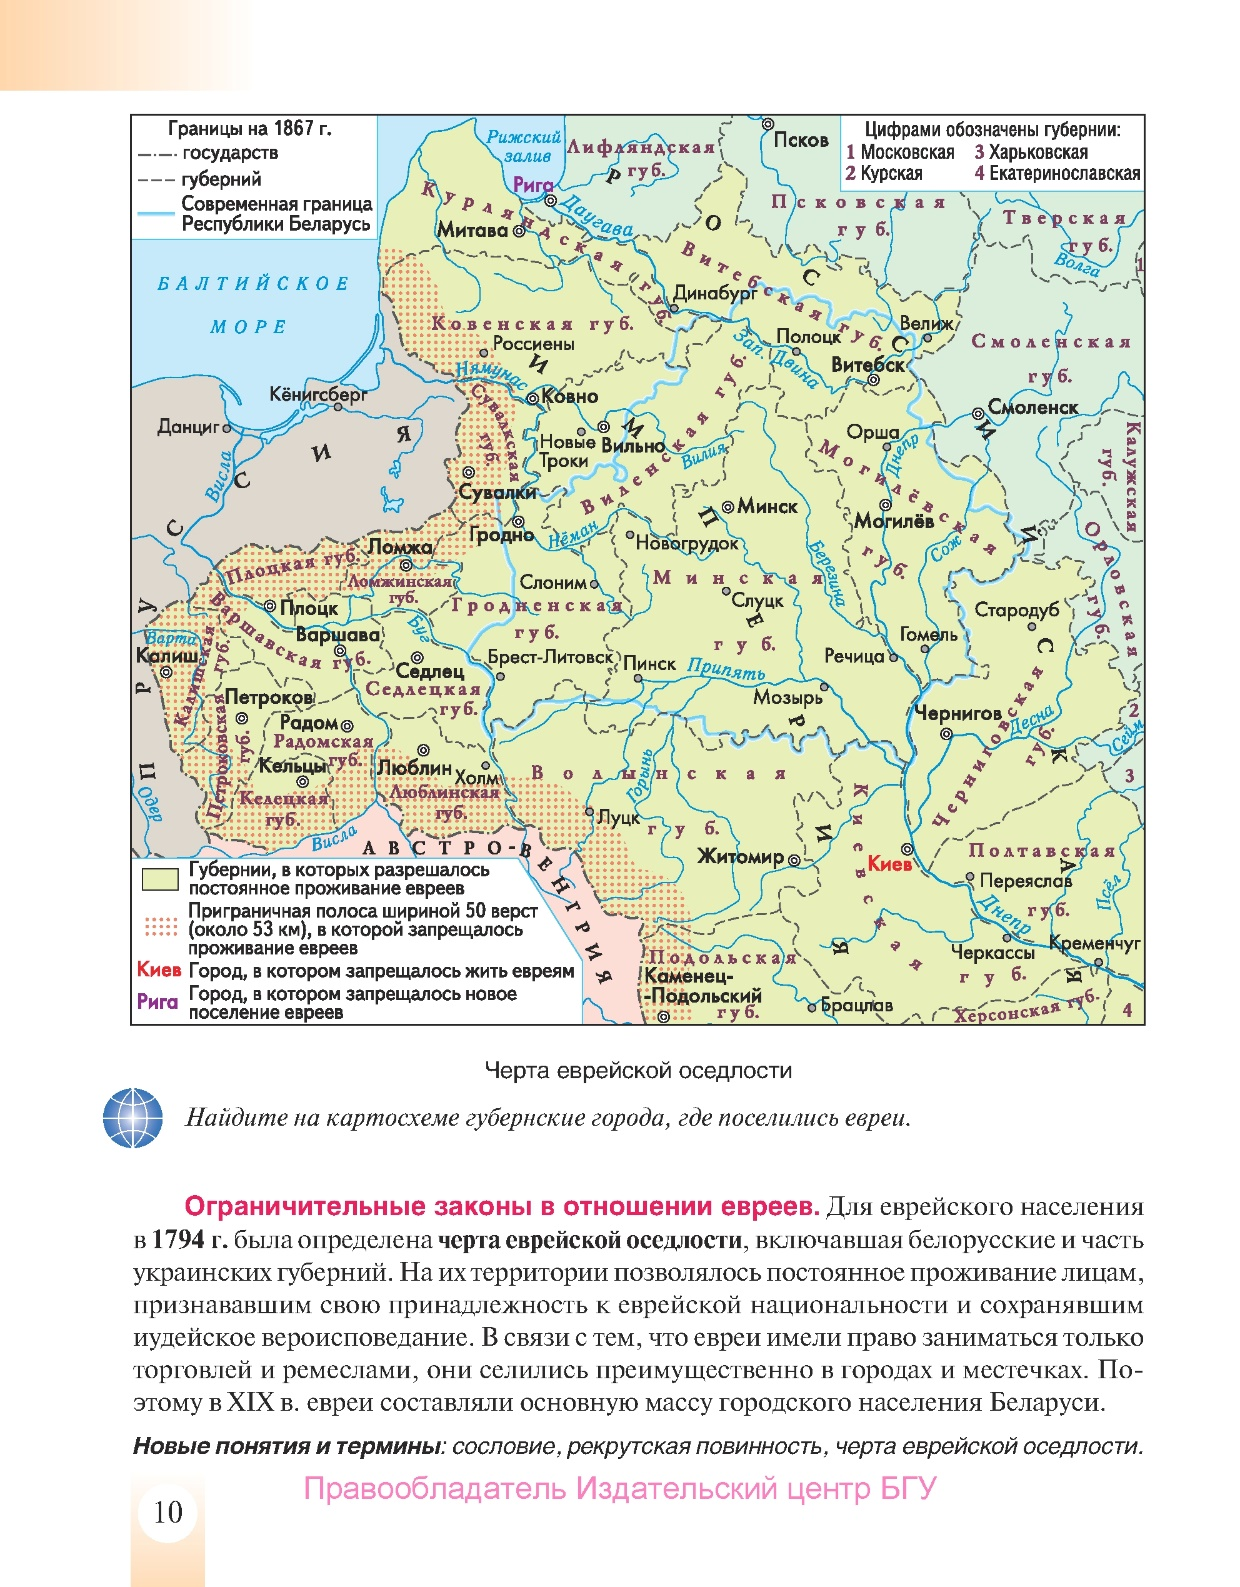 Границы на 1867 г.
государств
губерний
Современная граница
Республики Беларусь
Цифрами обозначены губернии:
1 Московская 3 Харьковская
2 Курская 4 Екатеринославская
Рижский
залив
Лифляндская
губ.
Псков
Рига
Даугава
Псковская
губ.
Тверская
губ.
Волга
1
Курляндская губ.
Митава
Витебская губ.
БАЛТИЙСКОЕ
МОРЕ
Динабург
Ковенская губ.
Россиены
Полоцк
Велиж
Зап. Двина
Витебск
Смоленская
губ.
Нямунас
Кёнигсберг
Ковно
Сувалкская
губ.
Смоленск
Данциг
Новые
Троки
Вильно
Вилия
Виленская губ.
Орша
Днепр
Могилёвская
губ.
Калужская
губ.
Висла
Сувалки
Минск
Могилёв
Гродно
Нёман
Новогрудок
Сож
Орловская
губ.
Ломжа
Плоцкая губ.
Ломжинская
губ.
Слоним
Минская
губ.
Березина
Слуцк
Плоцк
Гродненская
губ.
Стародуб
Варшавская губ.
Варшава
Буг
Гомель
Варта
Калиш
Калишская
губ.
Седлец
Седлецкая
губ.
Брест-Литовск
Пинск
Припять
Речица
Мозырь
Петроков
Петроковская
губ.
Радом
Радомская
губ.
Чернигов
Десна
Черниговская
губ.
2
Сейм
3
Кельцы
Келецкая
губ.
Люблин
Холм
Люблинская
губ.
Волынская
губ.
Горынь
Киевская
губ.
Одер
Висла
Луцк
Житомир
Киев
Полтавская
губ.
ПРУССИЯ
РОССИЙСКАЯ ИМПЕРИЯ
АВСТРО-ВЕНГРИЯ
Переяслав
Псёл
Днепр
Черкассы
Кременчуг
Подольская
губ.
Каменец-
-Подольский
Брацлав
Херсонская губ.
4
Губернии, в которых разрешалось
постоянное проживание евреев
Приграничная полоса шириной 50 верст
(около 53 км), в которой запрещалось
проживание евреев
Киев Город, в котором запрещалось жить евреям
Рига Город, в котором запрещалось новое
поселение евреев
Черта еврейской оседлости
Найдите на картосхеме губернские города, где поселились евреи.
Ограничительные законы в отношении евреев. Для еврейского населения
в 1794 г. была определена черта еврейской оседлости, включавшая белорусские и часть
украинских губерний. На их территории позволялось постоянное проживание лицам,
признававшим свою принадлежность к еврейской национальности и сохранявшим
иудейское вероисповедание. В связи с тем, что евреи имели право заниматься только
торговлей и ремеслами, они селились преимущественно в городах и местечках. По-
этому в XIX в. евреи составляли основную массу городского населения Беларуси.
Новые понятия и термины: сословие, рекрутская повинность, черта еврейской оседлости.
Правообладатель Издательский центр БГУ
10